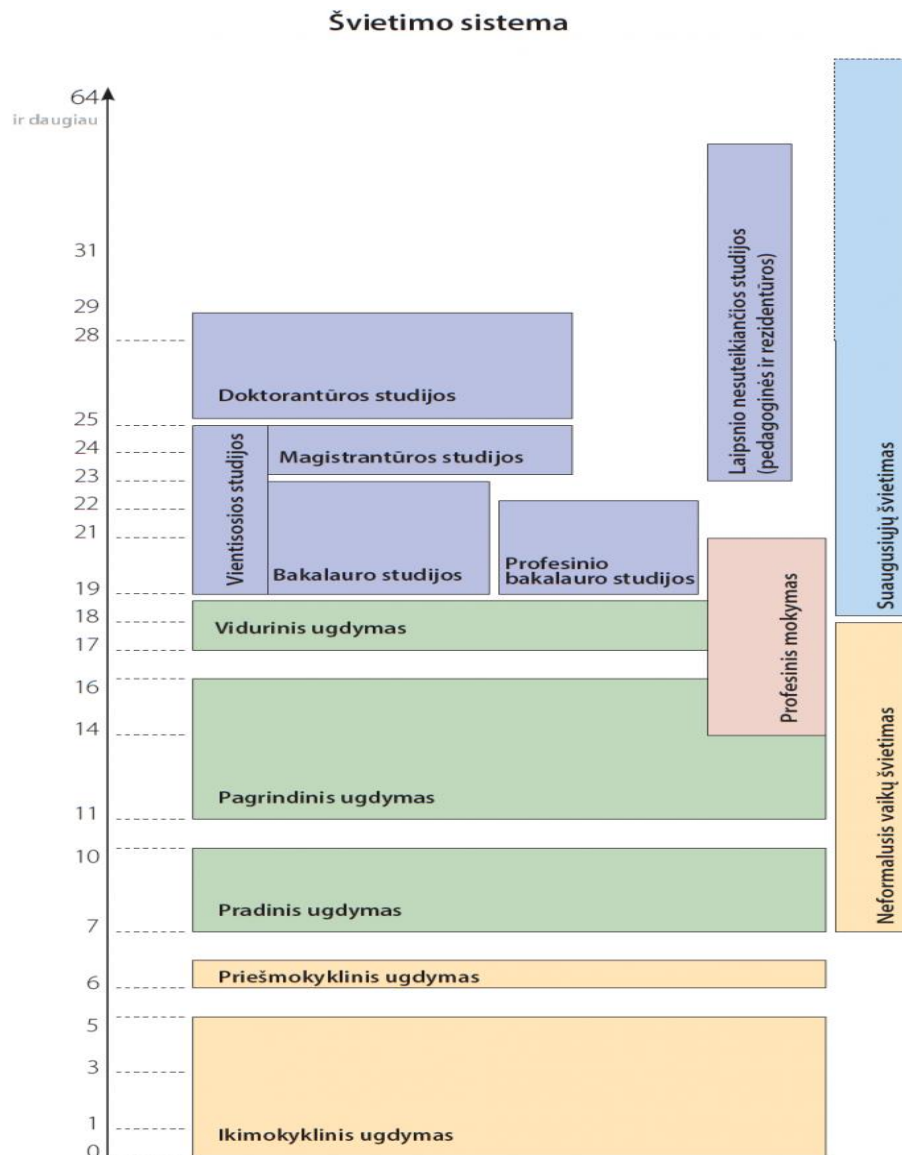 Švietimo sistema
64
ir daugiau
31
29
28
25
24
23
22
21
19
18
17
16
14
11
10
7
6
5
3
1
0
Laipsnio nesuteikiančios studijos
(pedagoginės ir rezidentūros)
Doktorantūros studijos
Vientisosios studijos
Magistrantūros studijos
Bakalauro studijos
Profesinio
bakalauro studijos
Suaugusiųjų švietimas
Vidurinis ugdymas
Profesinis mokymas
Pagrindinis ugdymas
Neformalusis vaikų švietimas
Pradinis ugdymas
Priešmokyklinis ugdymas
Ikimokyklinis ugdymas